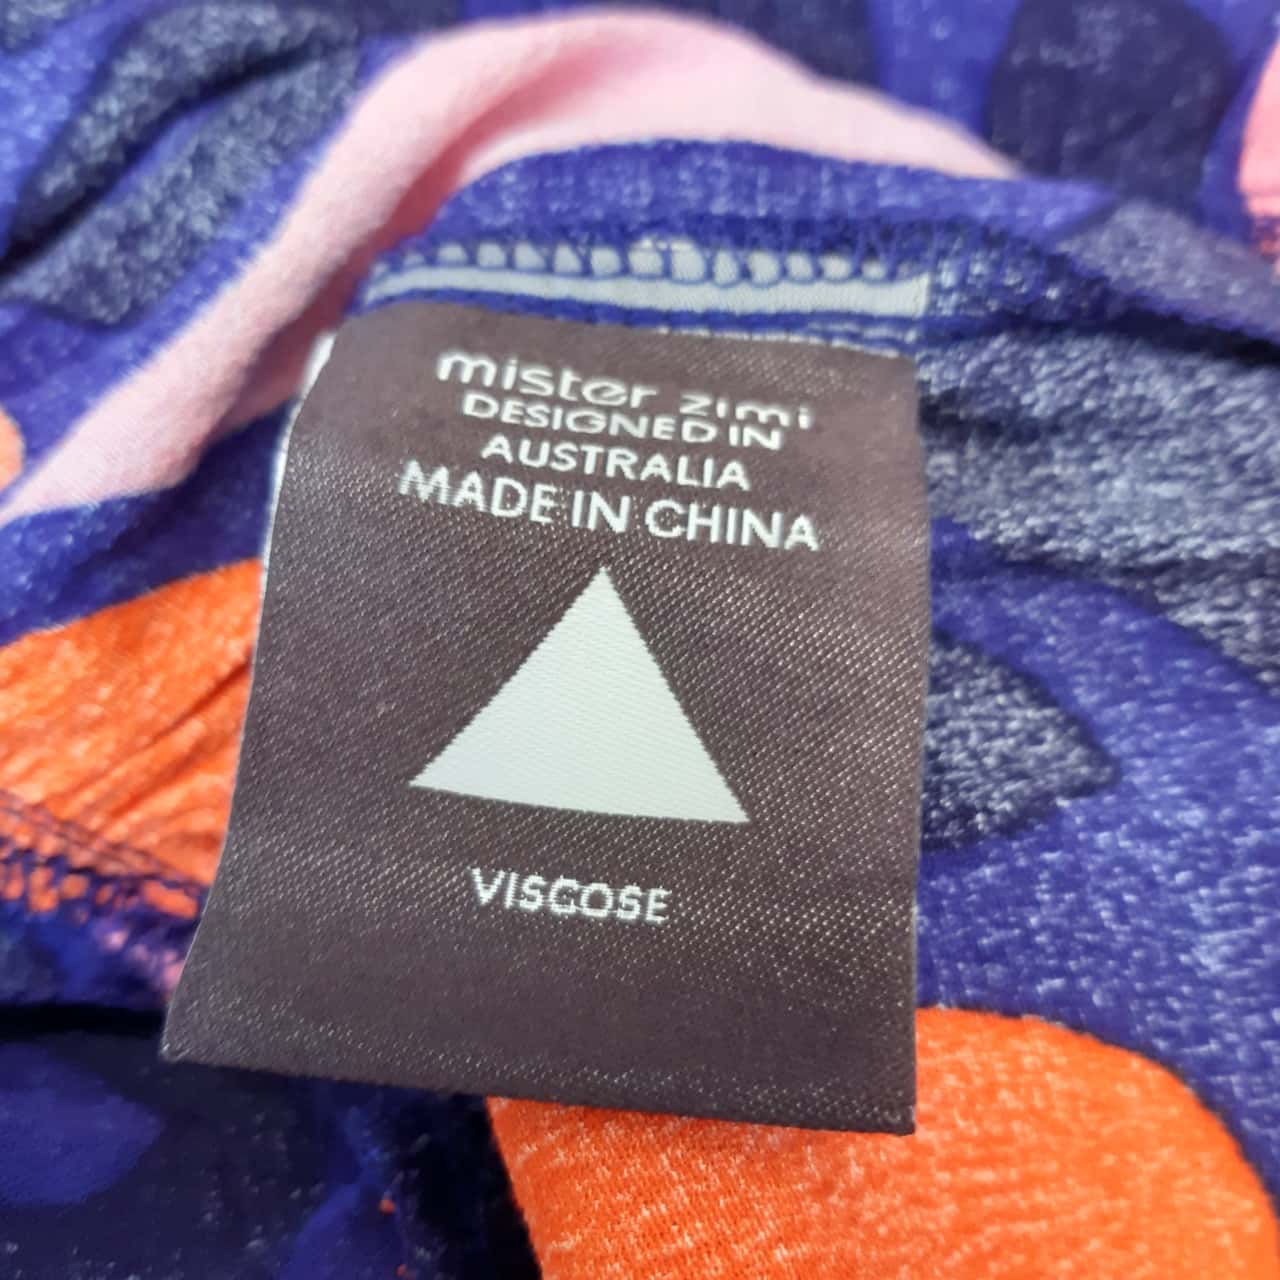 mister zimi
DESIGNED IN
AUSTRALIA
MADE IN CHINA
VISCOSE